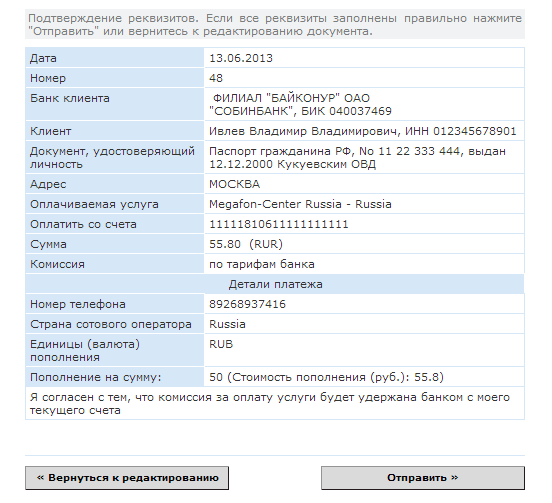 Подтверждение реквизитов. Если все реквизиты заполнены правильно нажмите
"Отправить" или вернитесь к редактированию документа.
Дата 13.06.2013
Номер 48
Банк клиента ФИЛИАЛ "БАЙКОНУР" ОАО
"СОБИНБАНК", БИК 040037469
Клиент Ивлев Владимир Владимирович, ИНН 012345678901
Документ, удостоверяющий Паспорт гражданина РФ, No 11 22 333 444, выдан
личность 12.12.2000 Кукуевским ОВД
Адрес МОСКВА
Оплачиваемая услуга Megafon-Center Russia - Russia
Оплатить со счета 11111810611111111111
Сумма 55.80 (RUR)
Комиссия по тарифам банка
Детали платежа
Номер телефона 89268937416
Страна сотового оператора Russia
Единицы (валюта) RUB
пополнения
Пополнение на сумму: 50 (Стоимость пополнения (руб.): 55.8)
Я согласен с тем, что комиссия за оплату услуги будет удержана банком с моего
текущего счета
« Вернуться к редактированию Отправить »